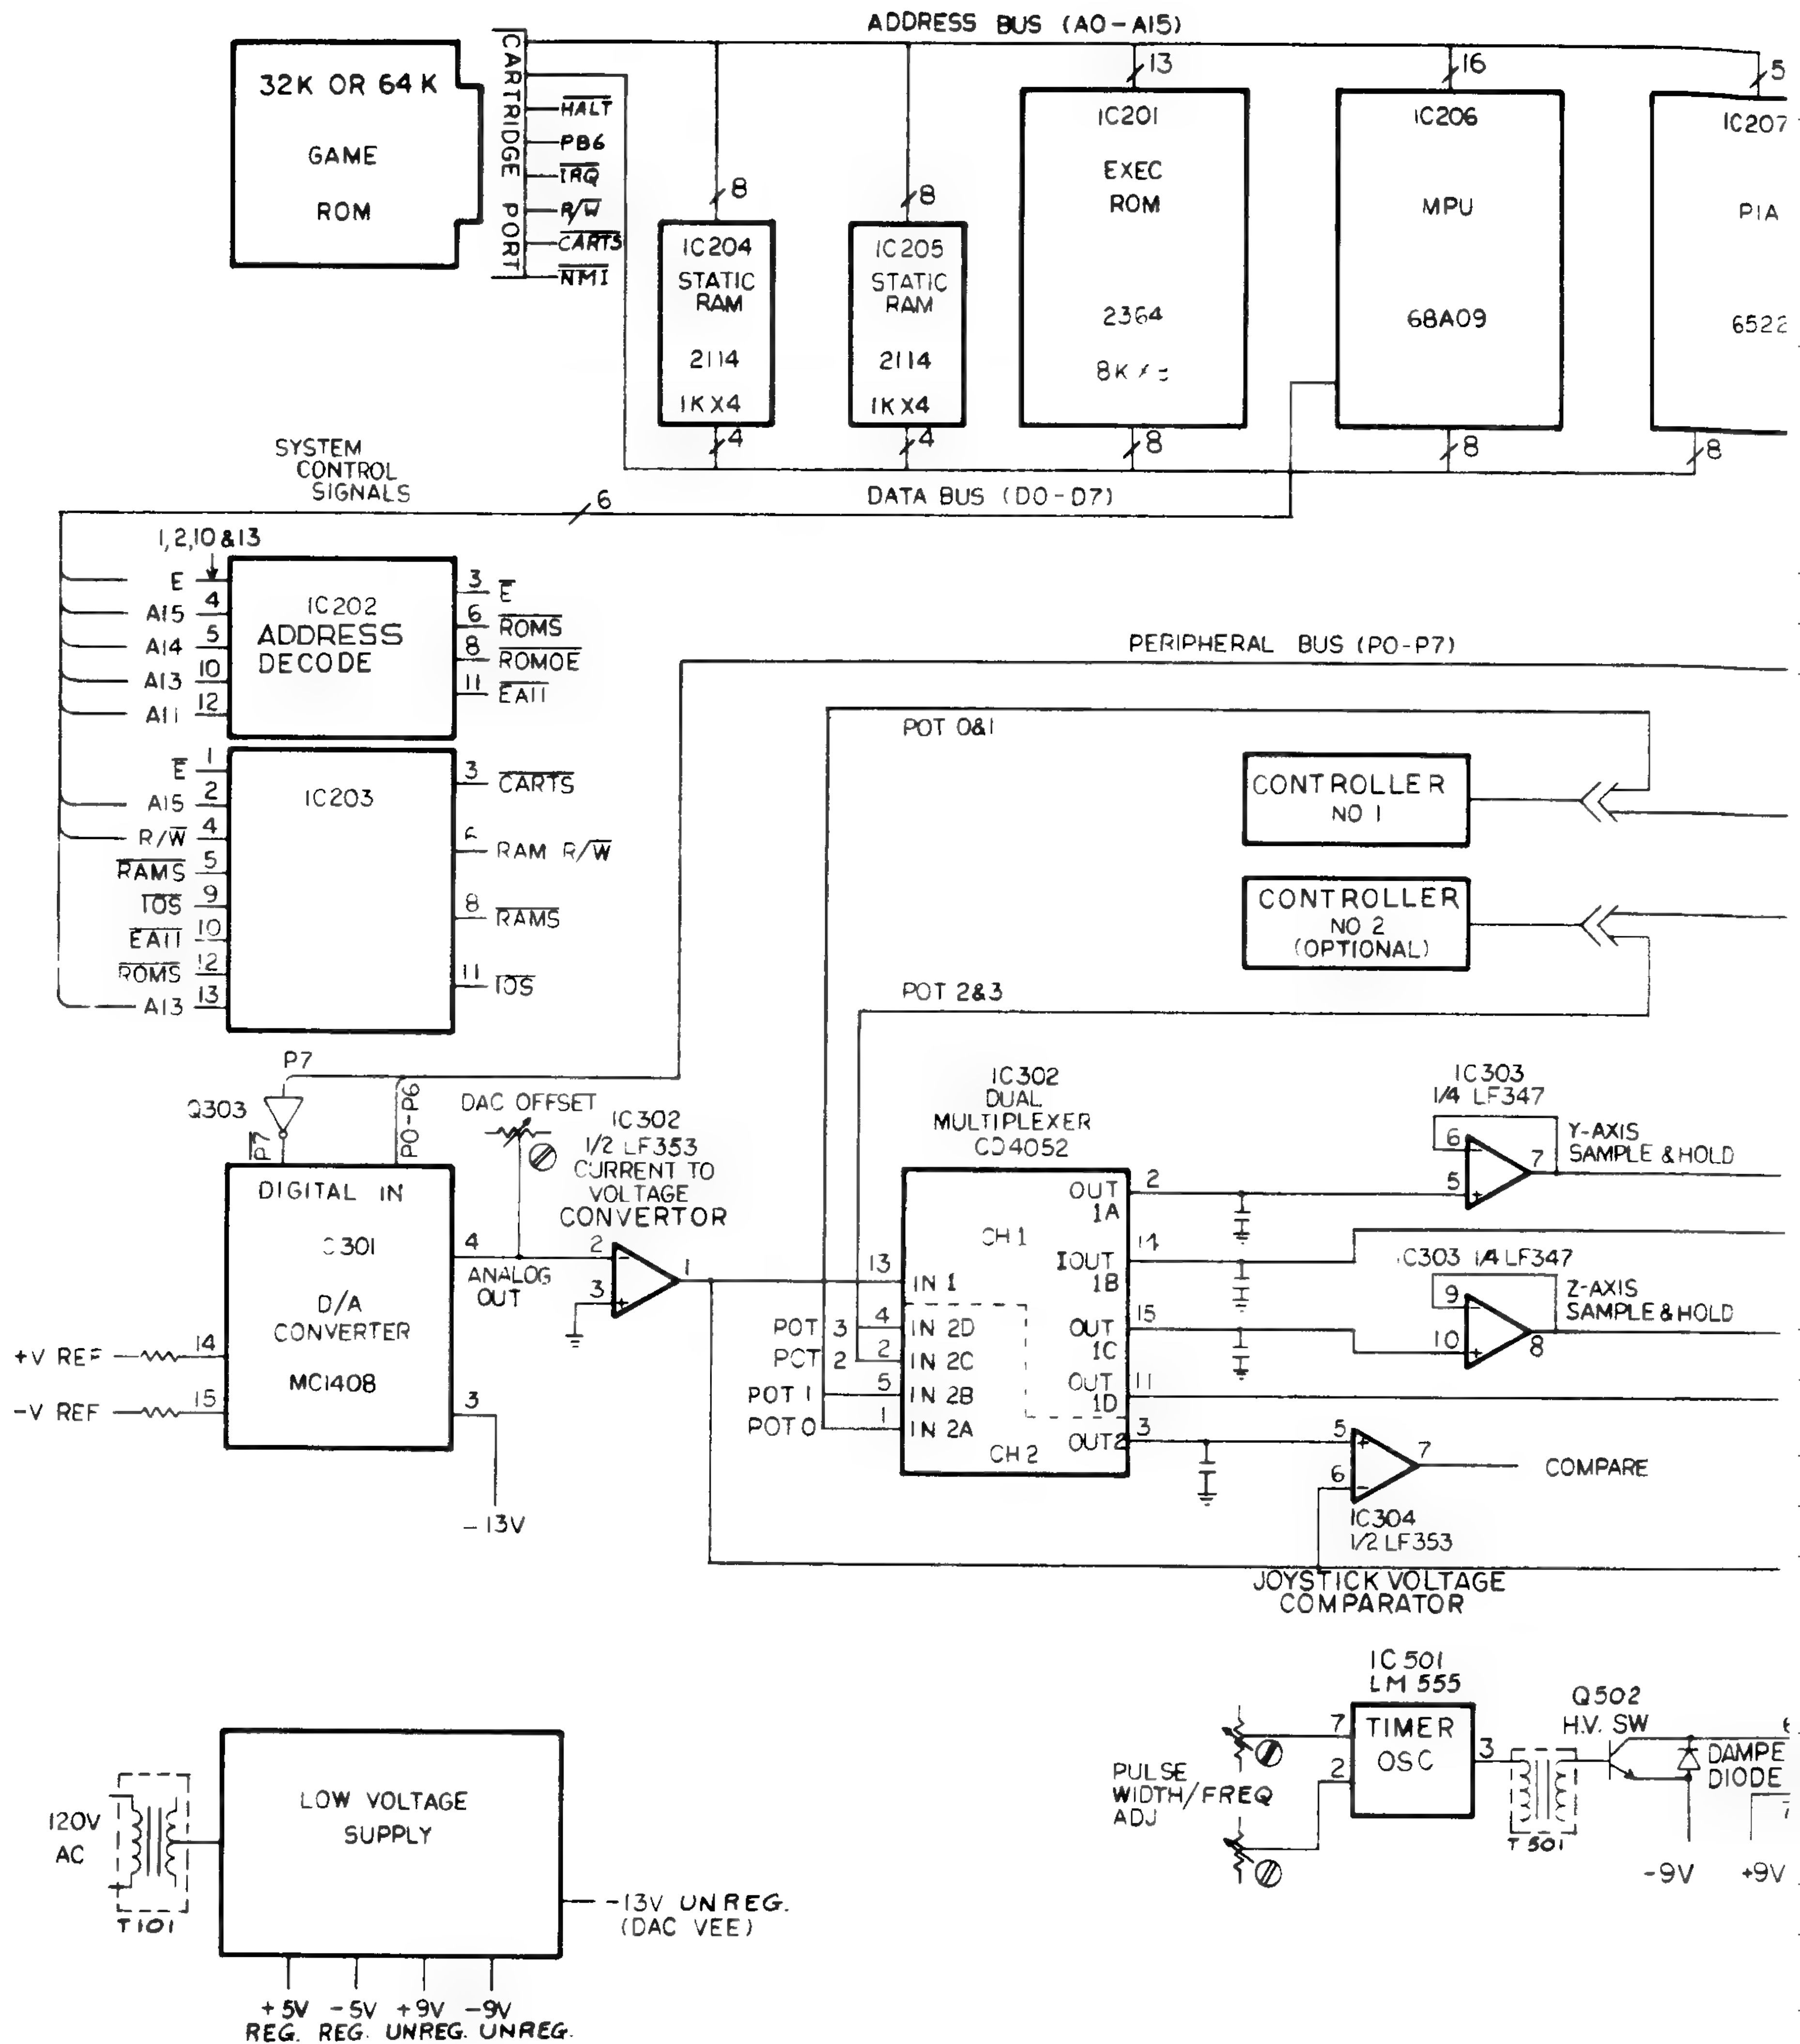 ADDRESS BUS (A0-A15)
32K OR 64K
GAME
ROM
CARTRIDGE PORT
HALT
PB6
IRQ
R/W
CARTS
NMI
8
8
13
16
5
IC204
STATIC
RAM
2114
1K X4
4
IC205
STATIC
RAM
2114
1K X4
4
IC201
EXEC
ROM
2364
8K X
8
IC206
MPU
68A09
8
IC207
PIA
6522
8
DATA BUS (D0-D7)
SYSTEM
CONTROL
SIGNALS
6
1,2,10 &13
E
A15 4
A14 5
A13 10
A11 12
IC202
ADDRESS
DECODE
3 E
6 ROMS
8 ROMOE
11 EA11
E 1
A15 2
R/W 4
RAMS 5
IOS 9
EA11 10
ROMS 12
A13 13
IC203
3 CARTS
6 RAM R/W
8 RAMS
11 IOS
PERIPHERAL BUS (P0-P7)
POT 0&1
CONTROLLER
NO 1
CONTROLLER
NO 2
(OPTIONAL)
POT 2&3
P7
Q303
P7
P0-P6
DAC OFFSET
IC302
1/2 LF353
CURRENT TO
VOLTAGE
CONVERTOR
DIGITAL IN
C301
D/A
CONVERTER
MC1408
4
ANALOG
OUT
+V REF 14
-V REF 15
3
-13V
2 -
3 +
1
IC302
DUAL
MULTIPLEXER
CD4052
CH 1
CH 2
13 IN 1
POT 3 4 IN 2D
POT 2 2 IN 2C
POT 1 5 IN 2B
POT 0 1 IN 2A
OUT 2
1A
1OUT 14
1B
OUT 15
1C
OUT 11
1D
OUT2 3
IC303
1/4 LF347
6 -
5 +
7
Y-AXIS
SAMPLE & HOLD
IC303 1/4 LF347
9 -
10 +
8
Z-AXIS
SAMPLE & HOLD
5 +
6 -
7
COMPARE
IC304
1/2 LF353
JOYSTICK VOLTAGE
COMPARATOR
IC 501
LM 555
TIMER
OSC
7
2
3
PULSE
WIDTH/FREQ
ADJ
T 501
Q502
H.V. SW
DAMPE
DIODE
-9V
+9V
120V
AC
T101
LOW VOLTAGE
SUPPLY
-13V UNREG.
(DAC VEE)
+5V -5V +9V -9V
REG. REG. UNREG. UNREG.